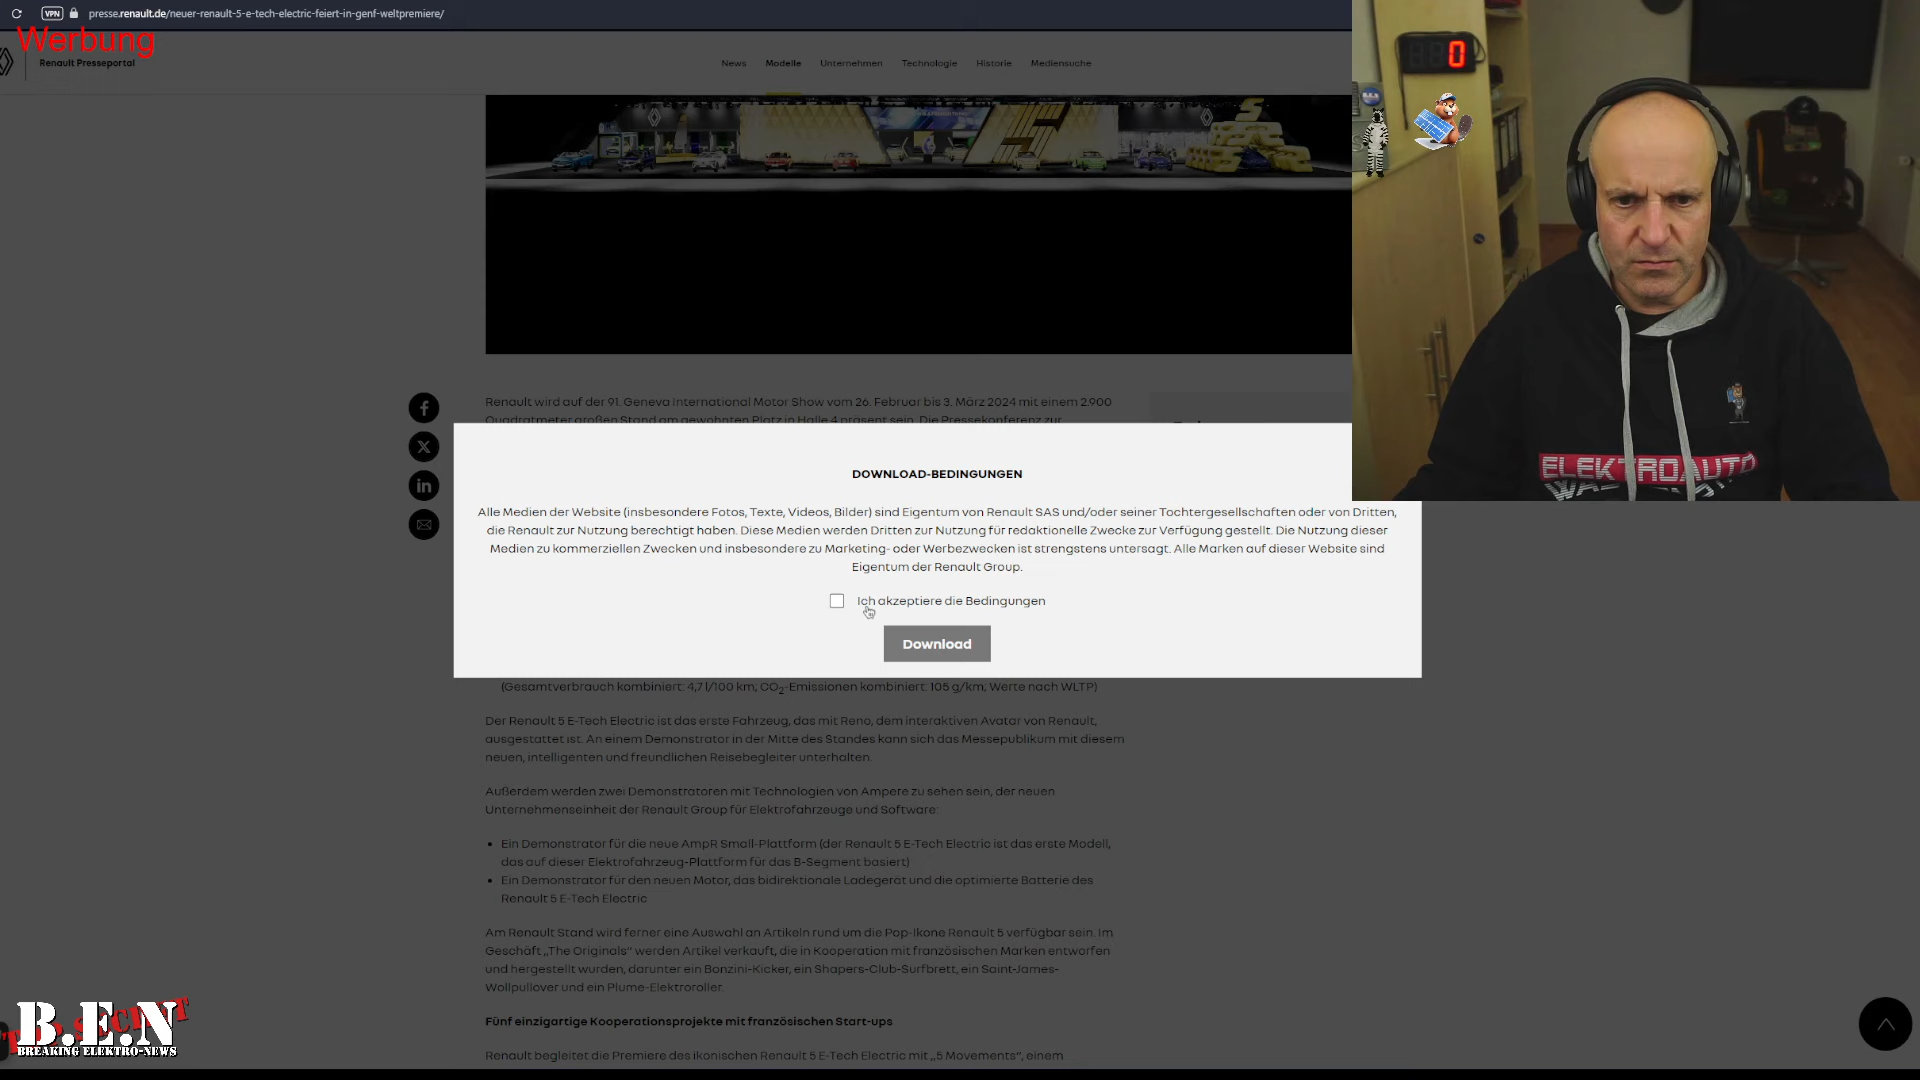 VPN
presse.renault.de/neuer-renault-5-e-tech-electric-feiert-in-genf-weltpremiere/
Werbung
Renault Presseportal
News
Modelle
Unternehmen
Technologie
Historie
Mediensuche
0
Renault wird auf der 91. Geneva International Motor Show vom 26. Februar bis 3. März 2024 mit einem 2.900
Quadratmeter großen Stand am gewohnten Platz in Halle 4 präsent sein. Die Pressekonferenz zur
DOWNLOAD-BEDINGUNGEN
Alle Medien der Website (insbesondere Fotos, Texte, Videos, Bilder) sind Eigentum von Renault SAS und/oder seiner Tochtergesellschaften oder von Dritten,
die Renault zur Nutzung berechtigt haben. Diese Medien werden Dritten zur Nutzung für redaktionelle Zwecke zur Verfügung gestellt. Die Nutzung dieser
Medien zu kommerziellen Zwecken und insbesondere zu Marketing- oder Werbezwecken ist strengstens untersagt. Alle Marken auf dieser Website sind
Eigentum der Renault Group.
Ich akzeptiere die Bedingungen
Download
(Gesamtverbrauch kombiniert: 4,7 l/100 km; CO2-Emissionen kombiniert: 105 g/km; Werte nach WLTP)
Der Renault 5 E-Tech Electric ist das erste Fahrzeug, das mit Reno, dem interaktiven Avatar von Renault,
ausgestattet ist. An einem Demonstrator in der Mitte des Standes kann sich das Messepublikum mit diesem
neuen, intelligenten und freundlichen Reisebegleiter unterhalten.
Außerdem werden zwei Demonstratoren mit Technologien von Ampere zu sehen sein, der neuen
Unternehmenseinheit der Renault Group für Elektrofahrzeuge und Software:
Ein Demonstrator für die neue AmpR Small-Plattform (der Renault 5 E-Tech Electric ist das erste Modell,
das auf dieser Elektrofahrzeug-Plattform für das B-Segment basiert)
Ein Demonstrator für den neuen Motor, das bidirektionale Ladegerät und die optimierte Batterie des
Renault 5 E-Tech Electric
Am Renault Stand wird ferner eine Auswahl an Artikeln rund um die Pop-Ikone Renault 5 verfügbar sein. Im
Geschäft „The Originals" werden Artikel verkauft, die in Kooperation mit französischen Marken entworfen
und hergestellt wurden, darunter ein Bonzini-Kicker, ein Shapers-Club-Surfbrett, ein Saint-James-
Wollpullover und ein Plume-Elektroroller.
Fünf einzigartige Kooperationsprojekte mit französischen Start-ups
Renault begleitet die Premiere des ikonischen Renault 5 E-Tech Electric mit „5 Movements", einem
ELEKTROAUTO
B.E.N
BREAKING ELEKTRO-NEWS